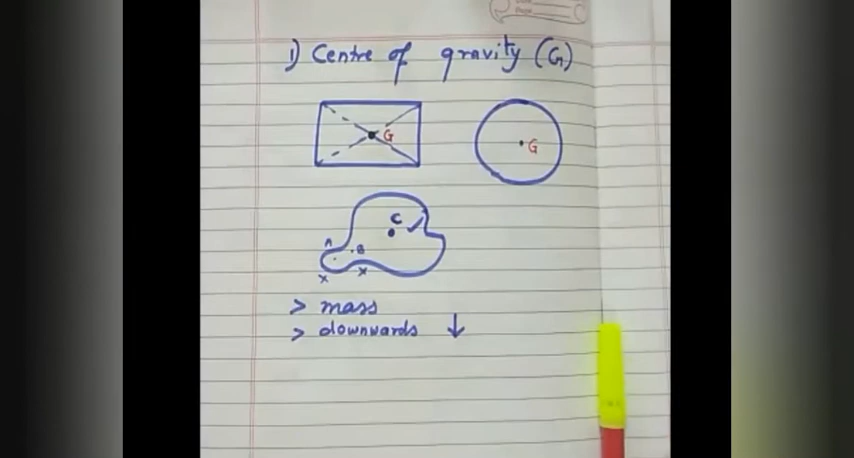 1) Centre of gravity (G)
G
G
C
A
B
x
x
> mass
> downwards ↓